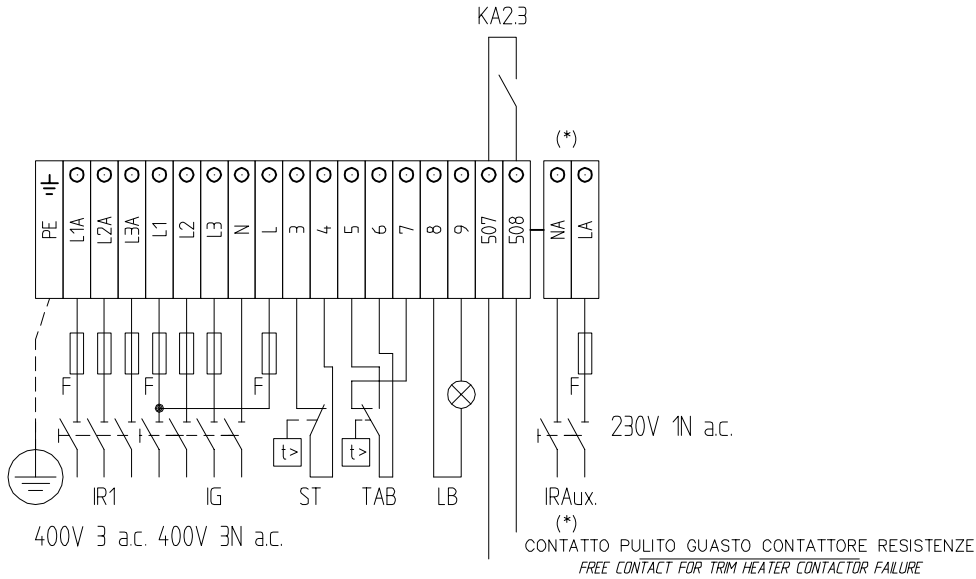 KA2.3
(*)
PE L1A L2A L3A L1 L2 L3 N L 3 4 5 6 7 8 9 507 508 NA LA
F F F F
t> t>
230V 1N a.c.
IR1 IG ST TAB LB IRAux.
(*)
400V 3 a.c. 400V 3N a.c.
CONTATTO PULITO GUASTO CONTATTORE RESISTENZE
FREE CONTACT FOR TRIM HEATER CONTACTOR FAILURE